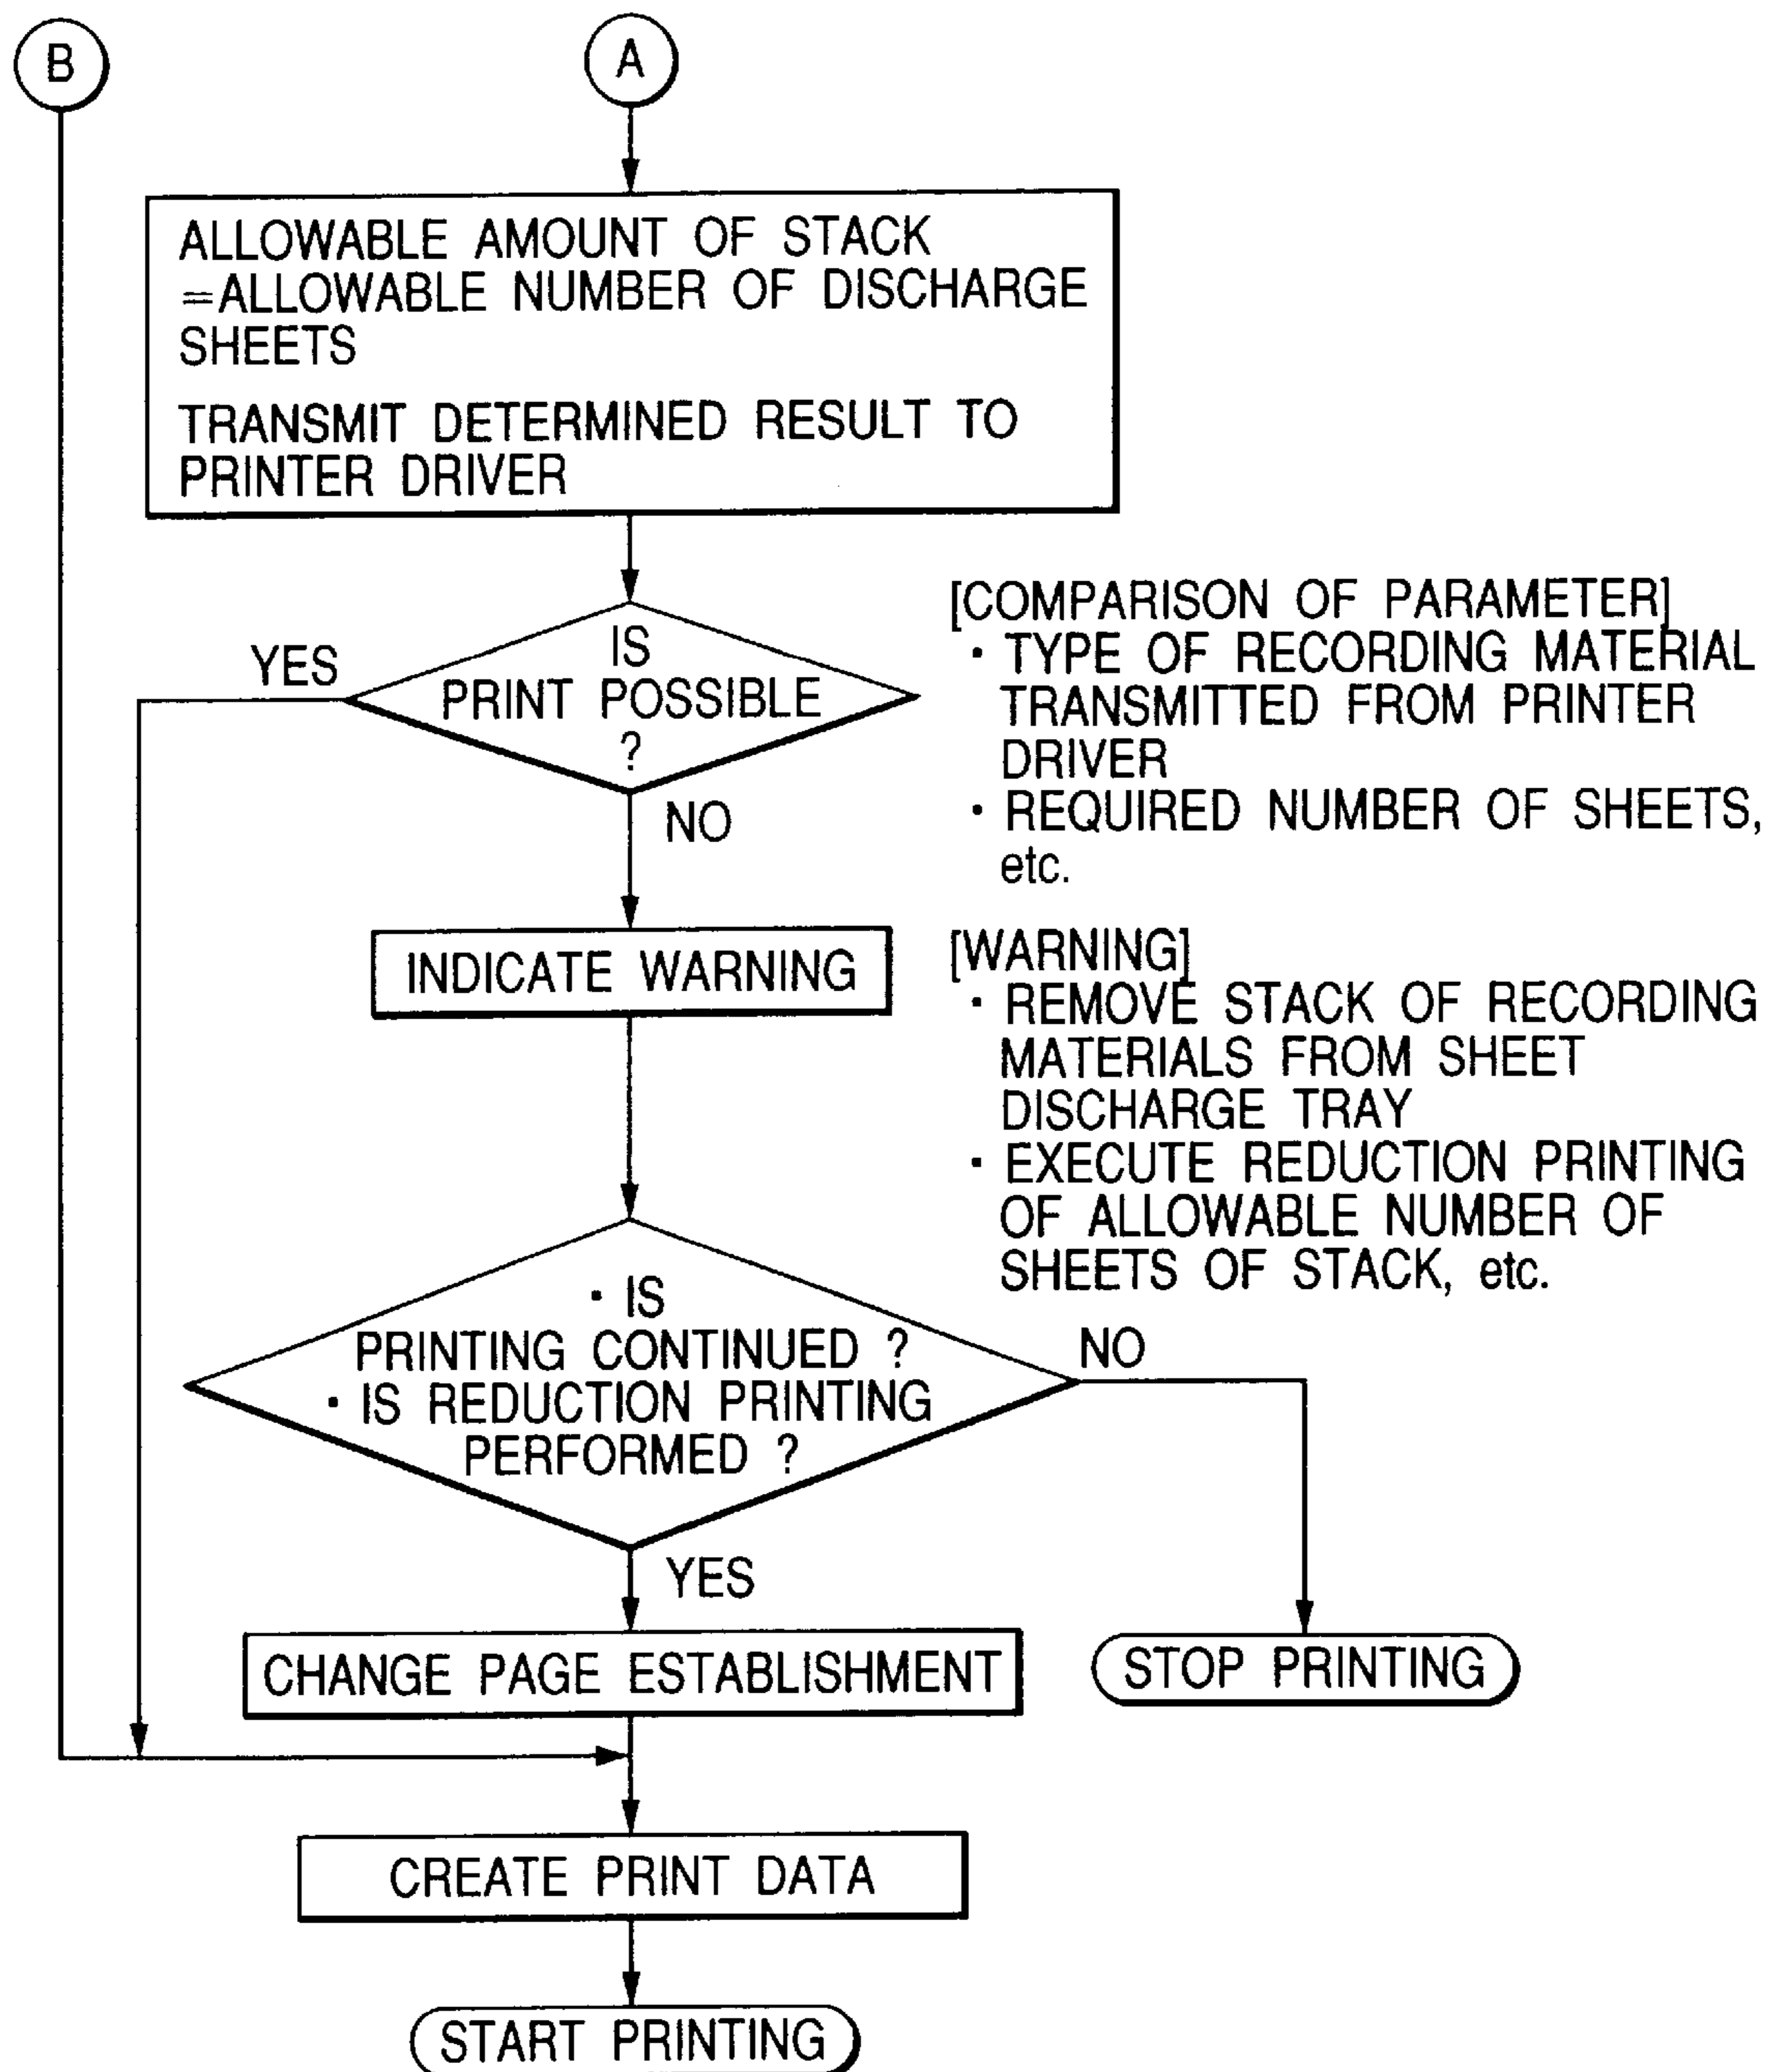 B
A
ALLOWABLE AMOUNT OF STACK
=ALLOWABLE NUMBER OF DISCHARGE
SHEETS
TRANSMIT DETERMINED RESULT TO
PRINTER DRIVER
IS
PRINT POSSIBLE
?
YES
NO
[COMPARISON OF PARAMETER]
· TYPE OF RECORDING MATERIAL
TRANSMITTED FROM PRINTER
DRIVER
· REQUIRED NUMBER OF SHEETS,
etc.
INDICATE WARNING
[WARNING]
· REMOVE STACK OF RECORDING
MATERIALS FROM SHEET
DISCHARGE TRAY
· EXECUTE REDUCTION PRINTING
OF ALLOWABLE NUMBER OF
SHEETS OF STACK, etc.
· IS
PRINTING CONTINUED ?
· IS REDUCTION PRINTING
PERFORMED ?
NO
YES
CHANGE PAGE ESTABLISHMENT
STOP PRINTING
CREATE PRINT DATA
START PRINTING